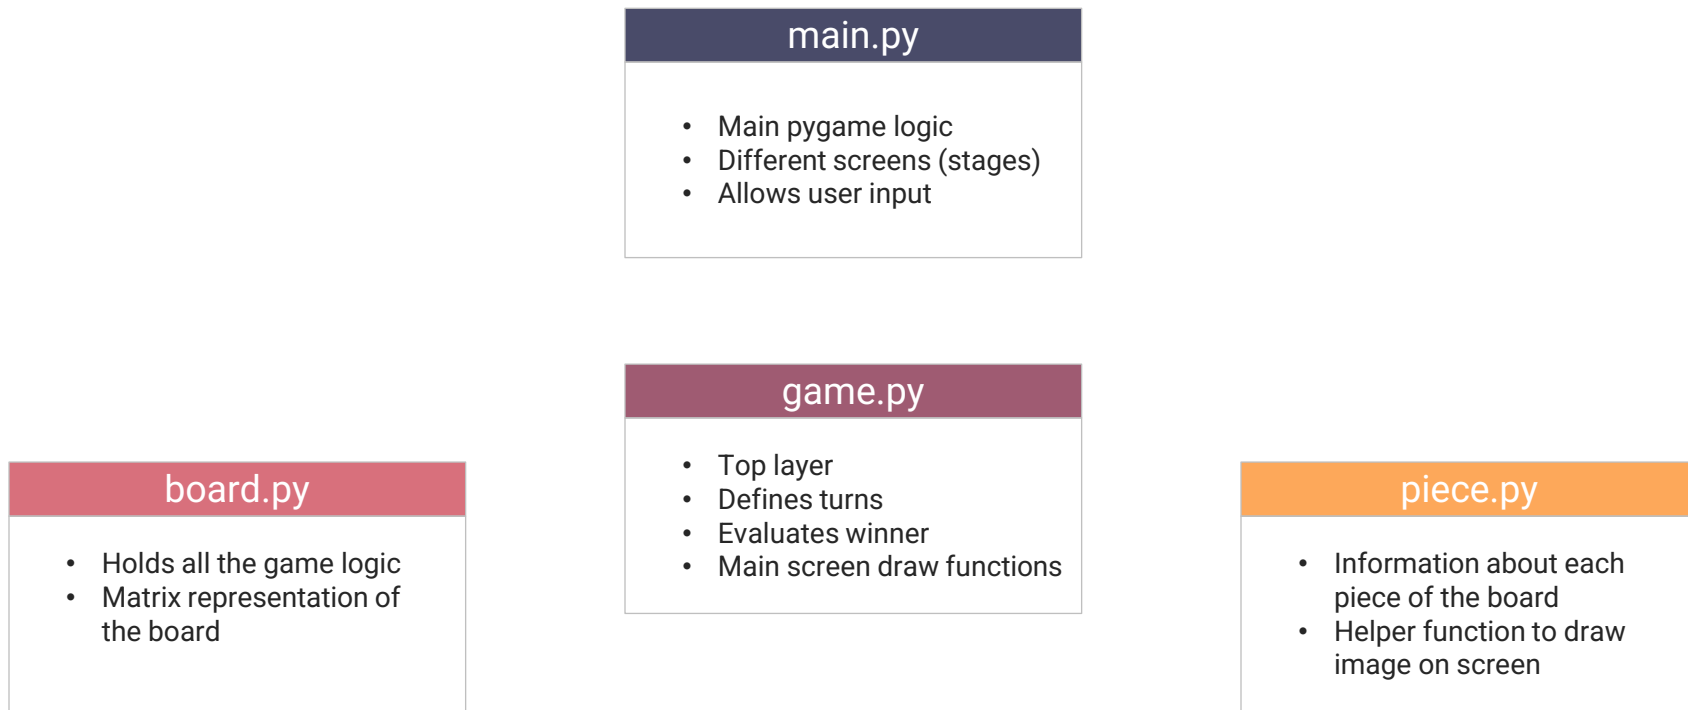 main.py
• Main pygame logic
• Different screens (stages)
• Allows user input
game.py
• Top layer
• Defines turns
• Evaluates winner
• Main screen draw functions
board.py
• Holds all the game logic
• Matrix representation of
the board
piece.py
• Information about each
piece of the board
• Helper function to draw
image on screen